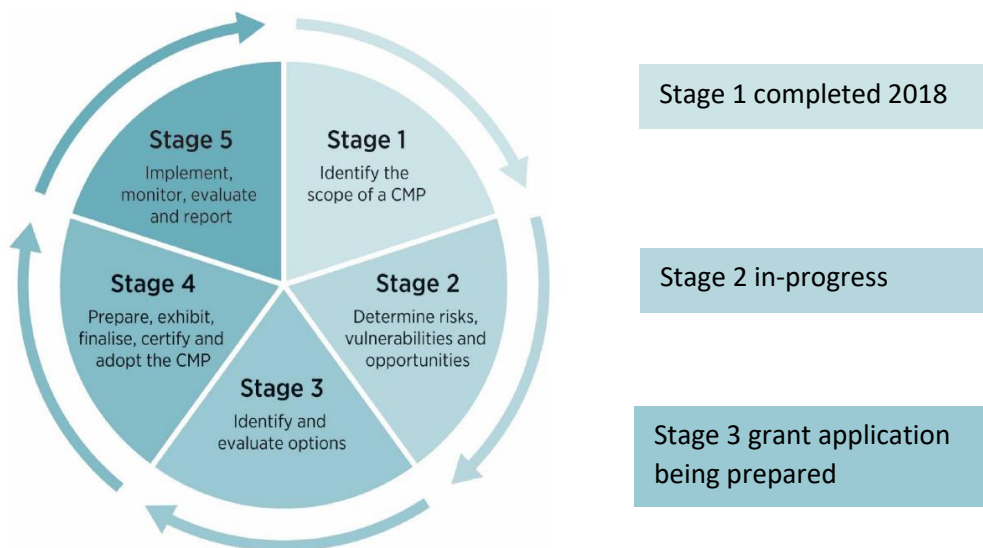 Stage 1
Identify the
scope of a CMP
Stage 2
Determine risks,
vulnerabilities and
opportunities
Stage 3
Identify and
evaluate options
Stage 4
Prepare, exhibit,
finalise, certify and
adopt the CMP
Stage 5
Implement,
monitor, evaluate
and report
Stage 1 completed 2018
Stage 2 in-progress
Stage 3 grant application
being prepared